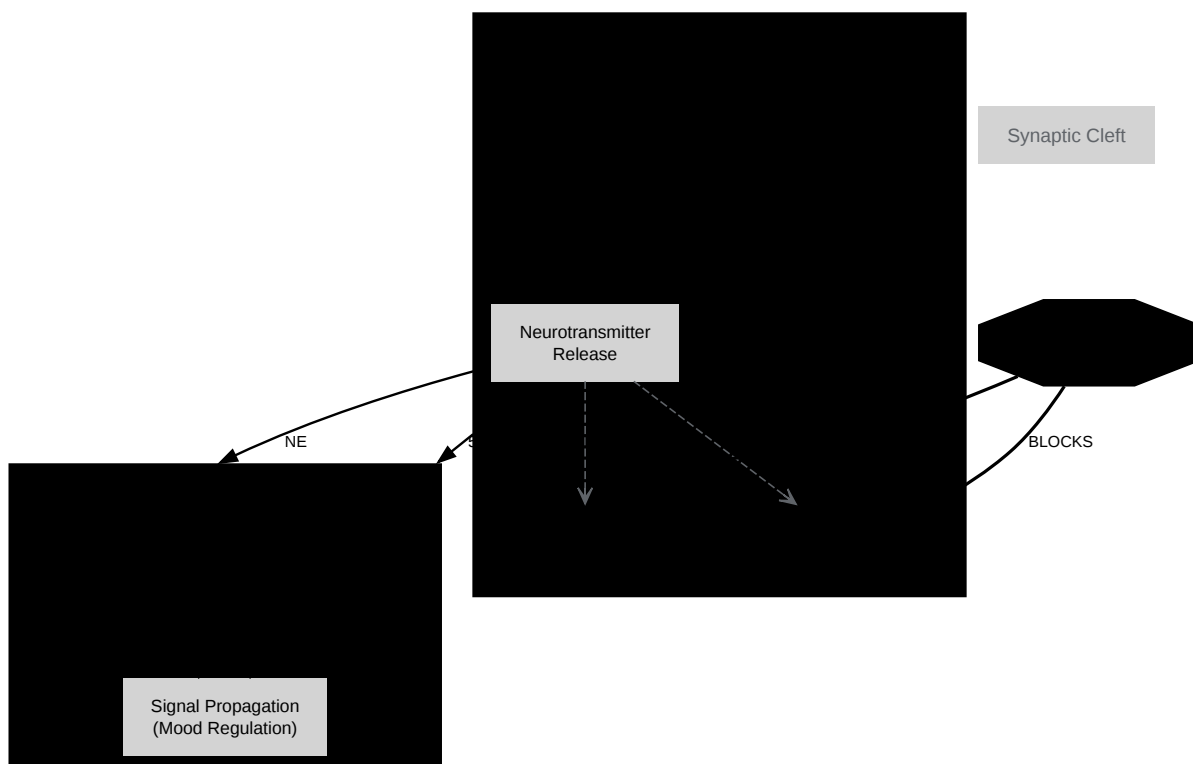 Synaptic Cleft
Neurotransmitter
Release
NE
BLOCKS
Signal Propagation
(Mood Regulation)